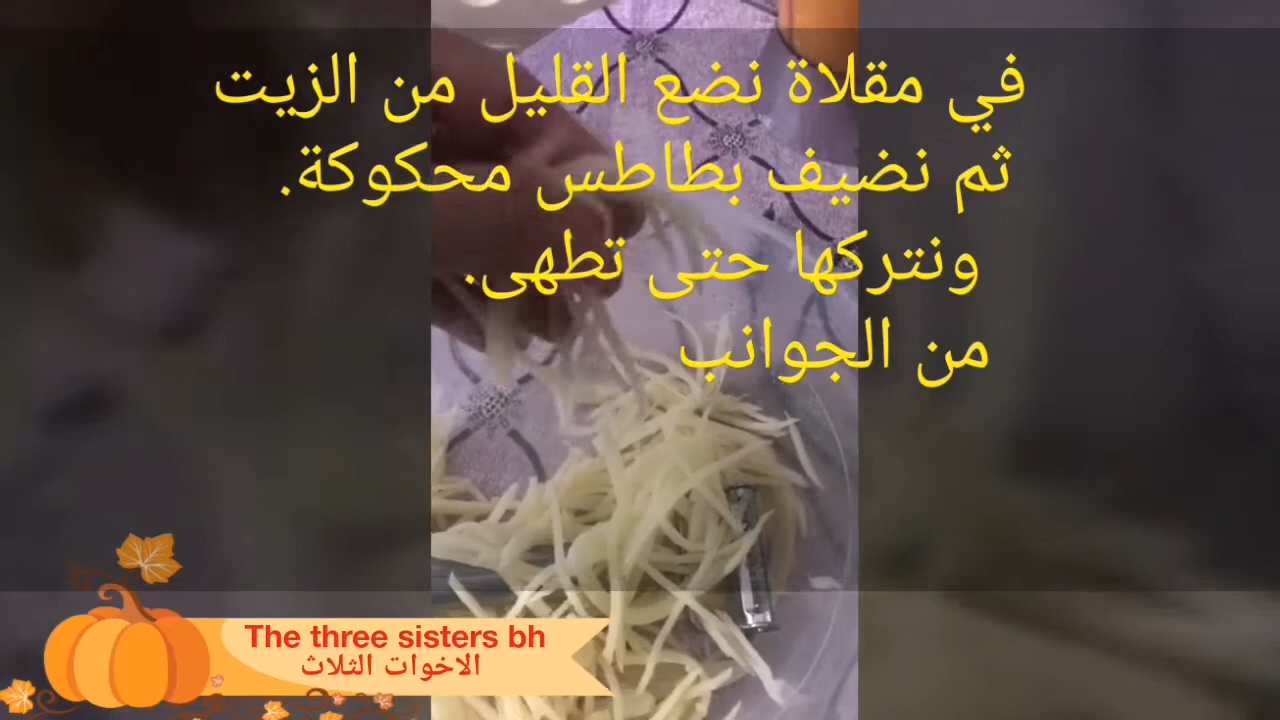 في مقلاة نضع القليل من الزيت
ثم نضيف بطاطس محكوكة.
ونتركها حتى تطهى.
من الجوانب
The three sisters bh
الاخوات الثلاث